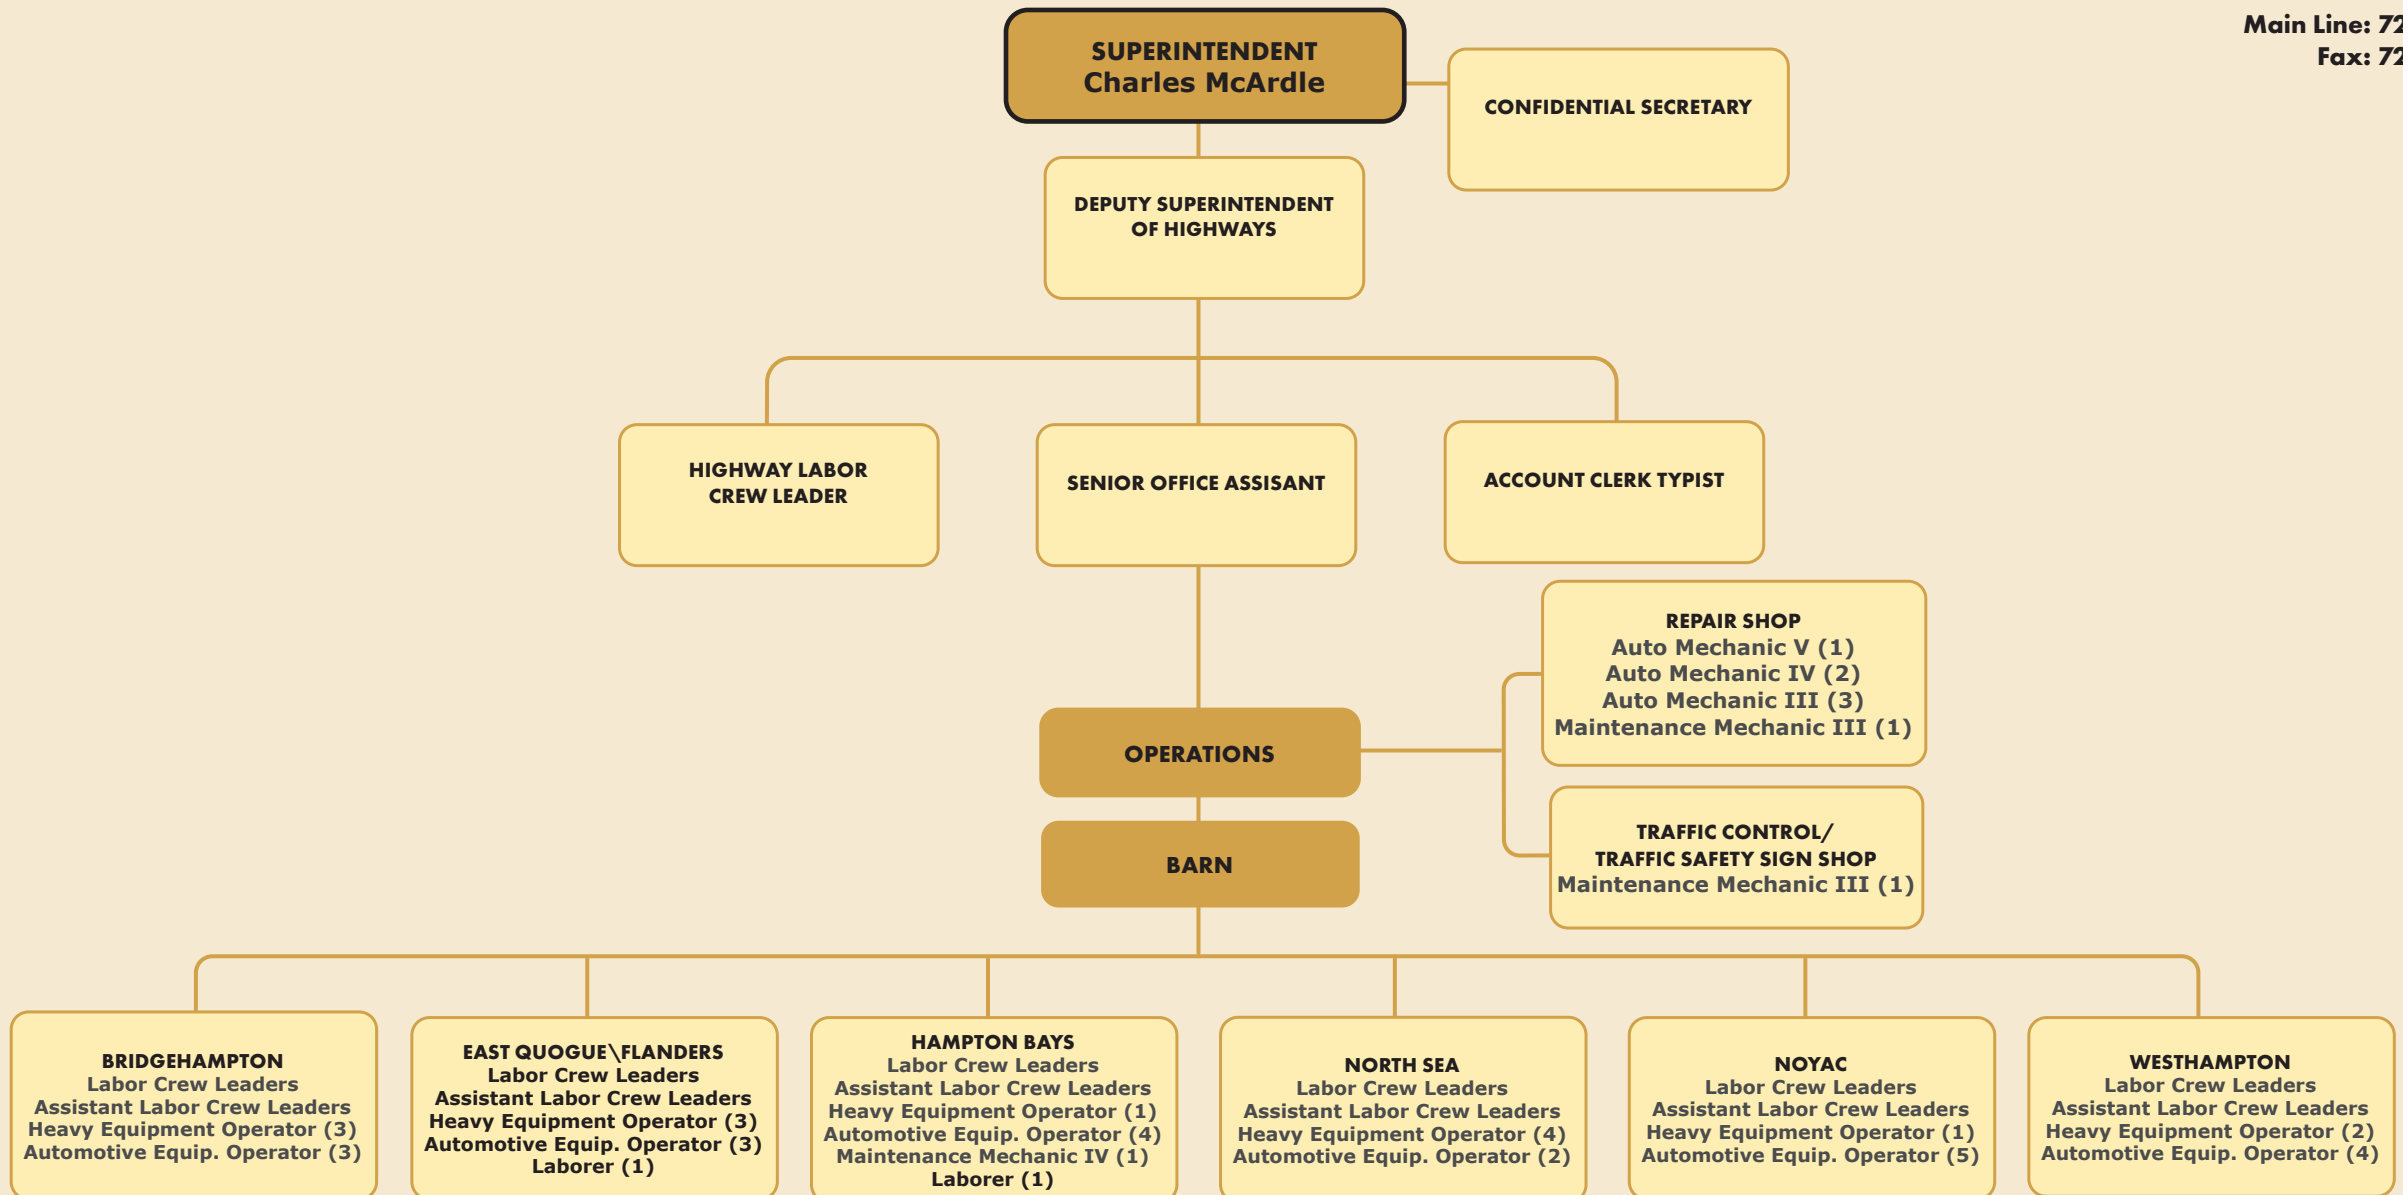 Main Line: 72
Fax: 72
SUPERINTENDENT
Charles McArdle
CONFIDENTIAL SECRETARY
DEPUTY SUPERINTENDENT
OF HIGHWAYS
HIGHWAY LABOR
CREW LEADER
SENIOR OFFICE ASSISANT
ACCOUNT CLERK TYPIST
REPAIR SHOP
Auto Mechanic V (1)
Auto Mechanic IV (2)
Auto Mechanic III (3)
Maintenance Mechanic III (1)
OPERATIONS
TRAFFIC CONTROL/
TRAFFIC SAFETY SIGN SHOP
Maintenance Mechanic III (1)
BARN
BRIDGEHAMPTON
Labor Crew Leaders
Assistant Labor Crew Leaders
Heavy Equipment Operator (3)
Automotive Equip. Operator (3)
EAST QUOGUE\FLANDERS
Labor Crew Leaders
Assistant Labor Crew Leaders
Heavy Equipment Operator (3)
Automotive Equip. Operator (3)
Laborer (1)
HAMPTON BAYS
Labor Crew Leaders
Assistant Labor Crew Leaders
Heavy Equipment Operator (1)
Automotive Equip. Operator (4)
Maintenance Mechanic IV (1)
Laborer (1)
NORTH SEA
Labor Crew Leaders
Assistant Labor Crew Leaders
Heavy Equipment Operator (4)
Automotive Equip. Operator (2)
NOYAC
Labor Crew Leaders
Assistant Labor Crew Leaders
Heavy Equipment Operator (1)
Automotive Equip. Operator (5)
WESTHAMPTON
Labor Crew Leaders
Assistant Labor Crew Leaders
Heavy Equipment Operator (2)
Automotive Equip. Operator (4)